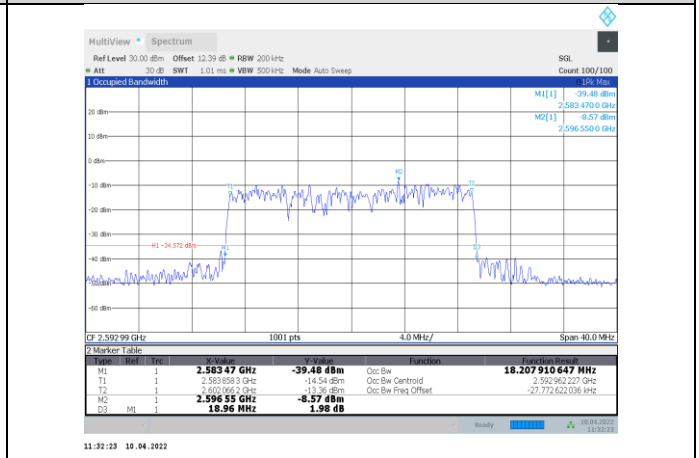 MultiView Spectrum
Ref Level 30.00 dBm Offset 12.39 dB RBW 200 kHz SGL
Att 30 dB SWT 1.01 ms VBW 500 kHz Mode Auto Sweep Count 100/100
1 Occupied Bandwidth 1Pk Max
M1[1] -39.48 dBm
2.583 470 0 GHz
M2[1] -8.57 dBm
2.596 550 0 GHz
20 dBm
10 dBm
0 dBm
M2
-10 dBm
T1 T2
-20 dBm
-30 dBm
H1 -34.572 dBm
M1 D3
-40 dBm
-50 dBm
-60 dBm
CF 2.592 99 GHz 1001 pts 4.0 MHz/ Span 40.0 MHz
2 Marker Table
Type Ref Trc X-Value Y-Value Function Function Result
M1 1 2.583 47 GHz -39.48 dBm Occ Bw 18.207 910 647 MHz
T1 1 2.583 858 3 GHz -14.54 dBm Occ Bw Centroid 2.592 962 227 GHz
T2 1 2.602 066 2 GHz -13.36 dBm Occ Bw Freq Offset -27.772 622 036 kHz
M2 1 2.596 55 GHz -8.57 dBm
D3 M1 1 18.96 MHz 1.98 dB
Ready 10.04.2022
11:32:23
11:32:23 10.04.2022